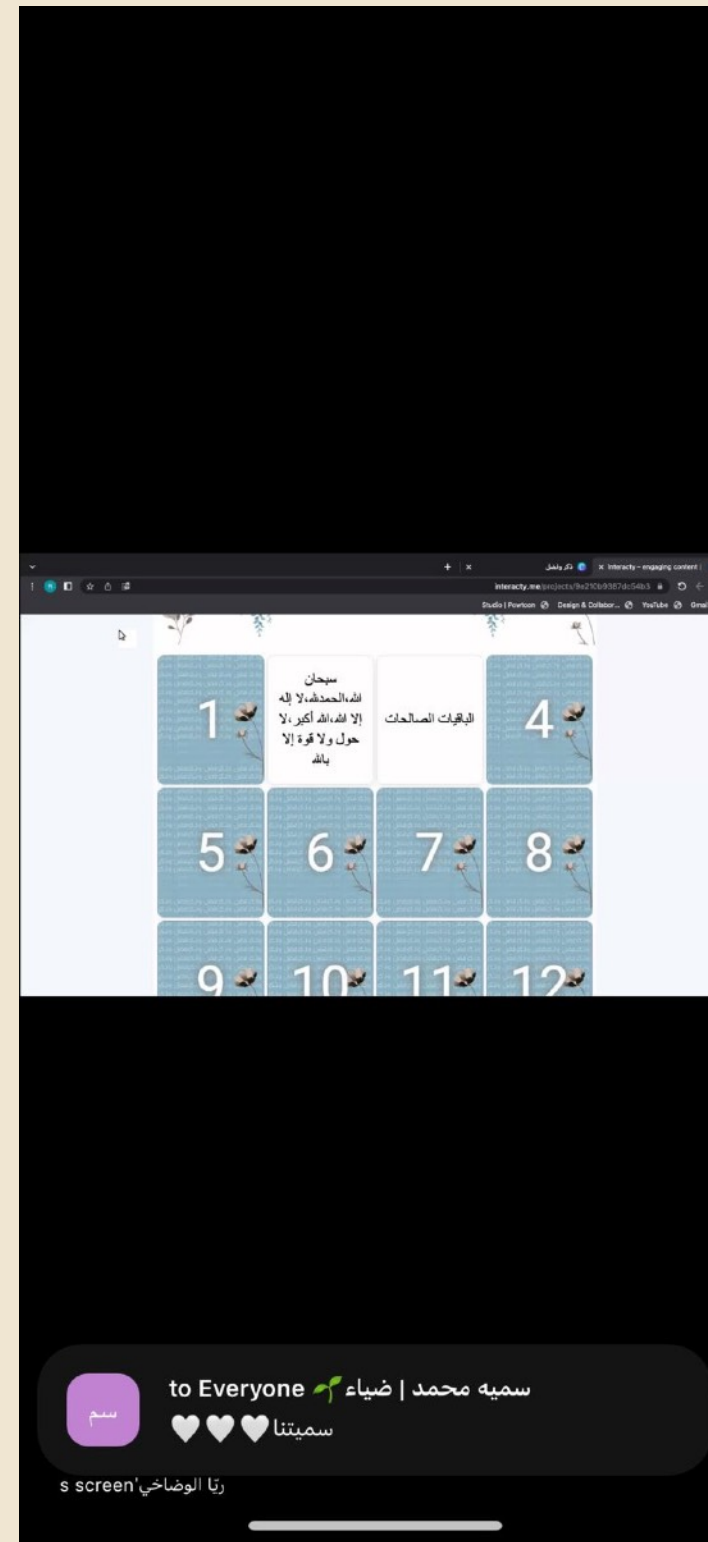 Interacty – engaging content |
ذكر وفضل
interacty.me/projects/9e210b9987dc54b3
Studio | Powtoon
Design & Collabor...
YouTube
Gmail
1
سبحان
الله،الحمدلله،لا إله
إلا الله،الله أكبر ،لا
حول ولا قوة إلا
بالله
الباقيات الصالحات
4
5
6
7
8
9
10
11
12
سم
سميه محمد | ضياء🌱 to Everyone
سميتنا🤍🤍🤍
ريّا الوضاخي's screen